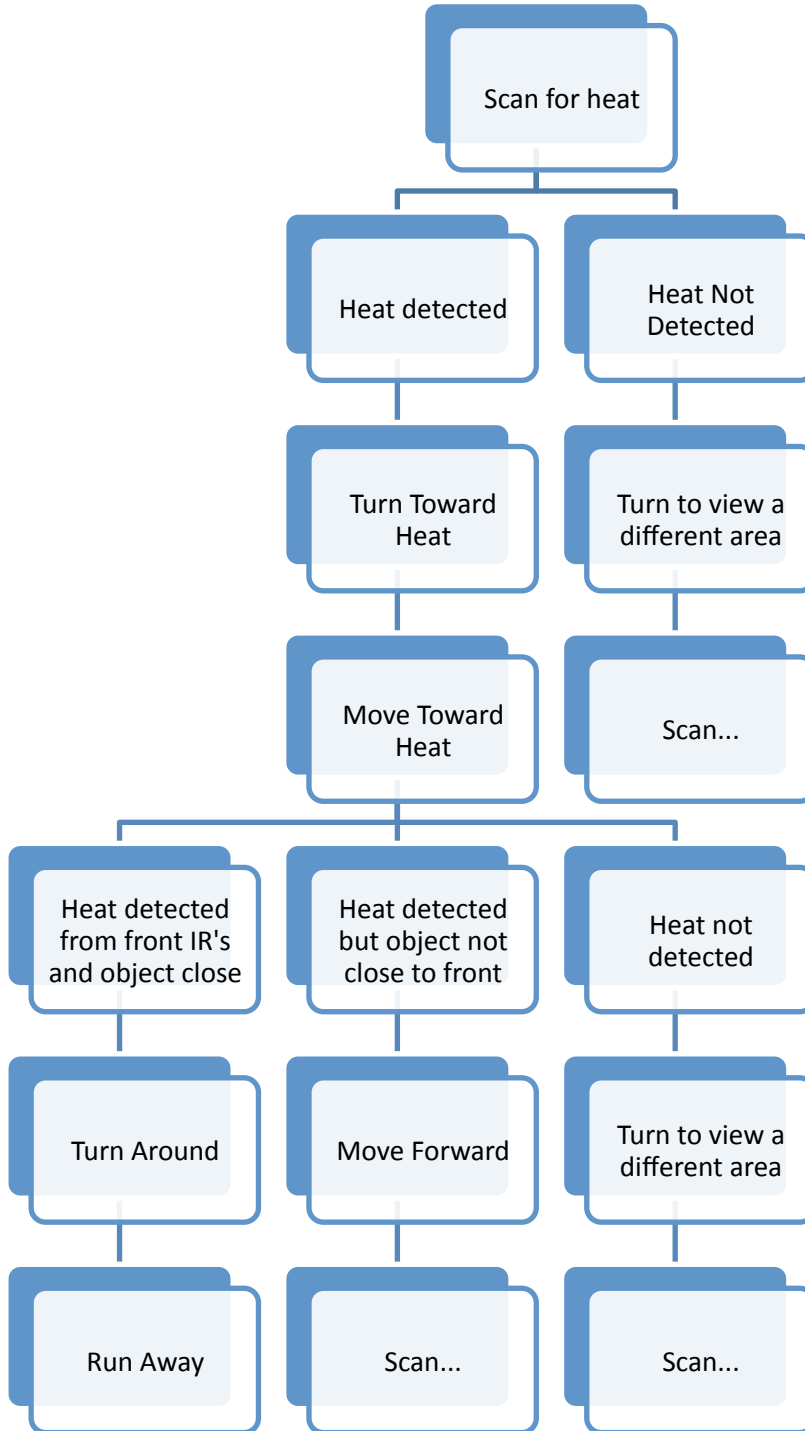 Scan for heat
Heat detected
Heat Not
Detected
Turn Toward
Heat
Turn to view a
different area
Move Toward
Heat
Scan...
Heat detected
from front IR's
and object close
Heat detected
but object not
close to front
Heat not
detected
Turn Around
Move Forward
Turn to view a
different area
Run Away
Scan...
Scan...